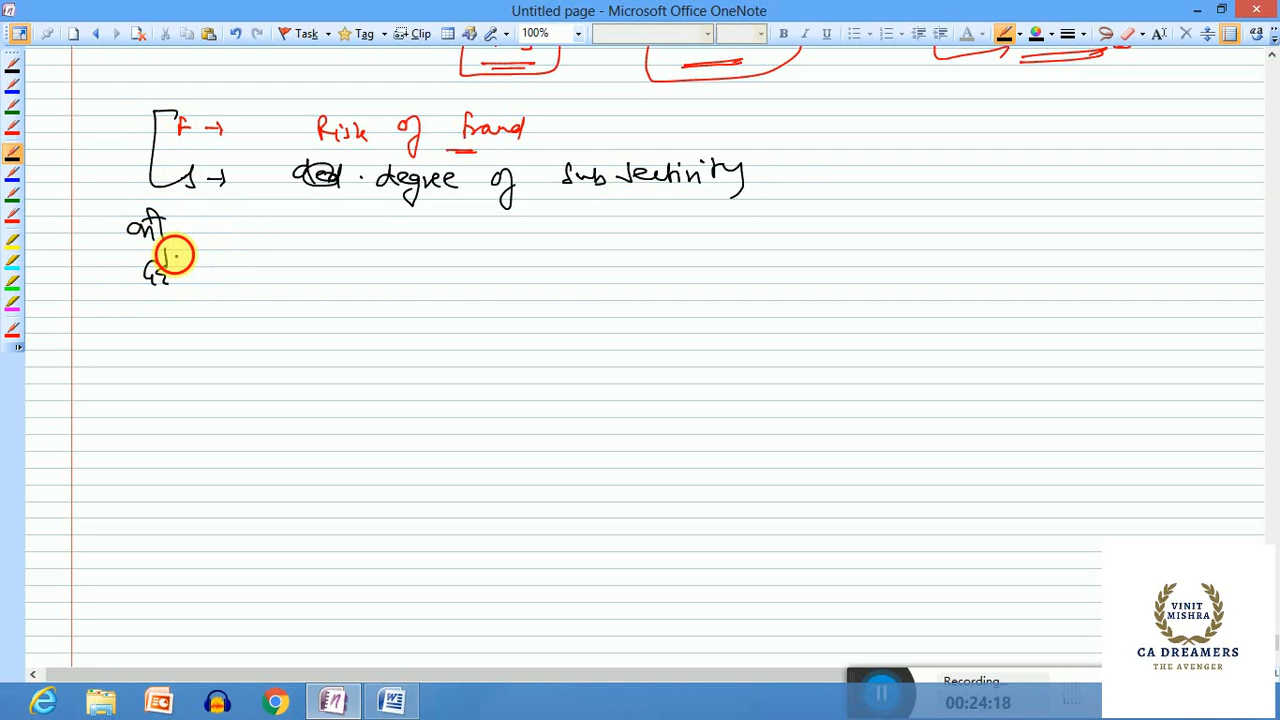 Untitled page - Microsoft Office OneNote
Task Tag Clip 100% B I U
F → Risk of fraud
S → degree of subjectivity
VINIT
MISHRA
CA DREAMERS
THE AVENGER
Recording...
00:24:18